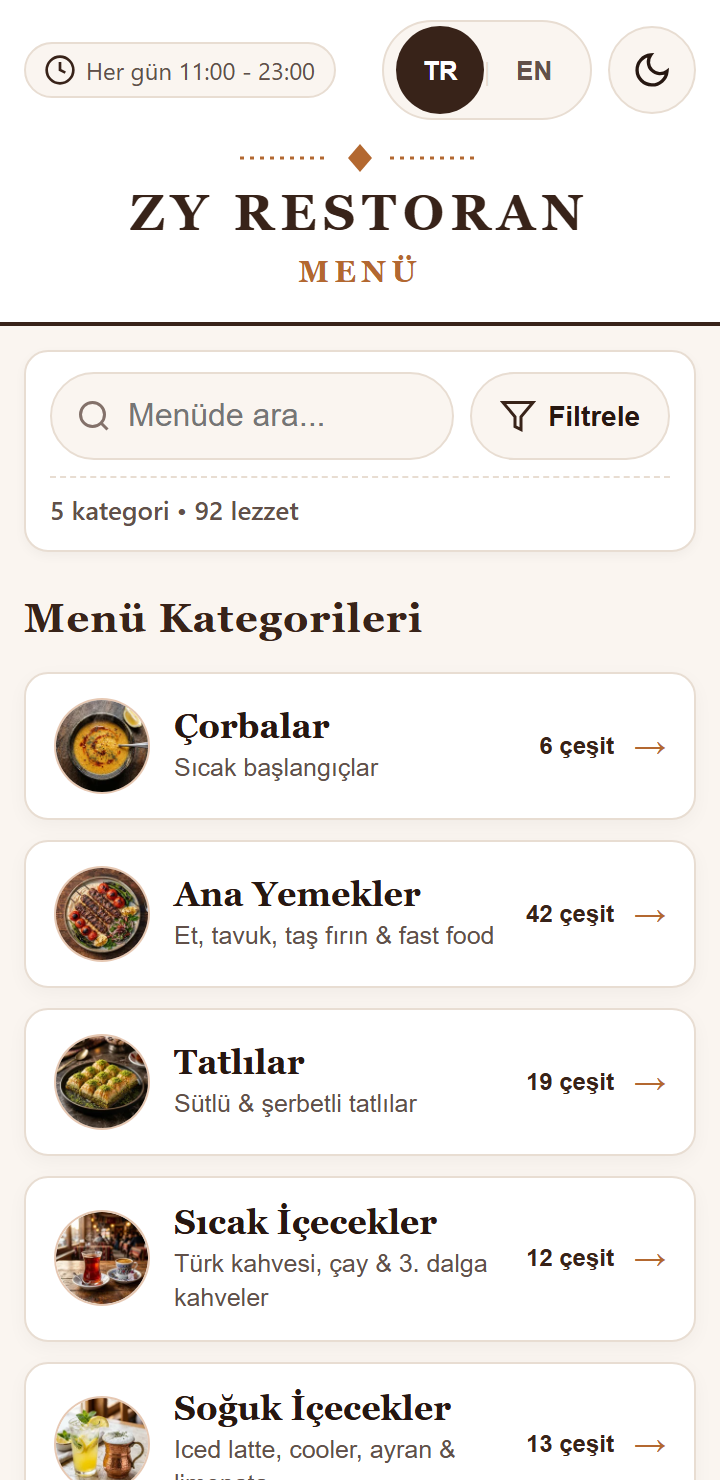 Her gün 11:00 - 23:00
TR
EN
ZY RESTORAN
MENÜ
Menüde ara...
Filtrele
5 kategori • 92 lezzet
Menü Kategorileri
Çorbalar
Sıcak başlangıçlar
6 çeşit →
Ana Yemekler
Et, tavuk, taş fırın & fast food
42 çeşit →
Tatlılar
Sütlü & şerbetli tatlılar
19 çeşit →
Sıcak İçecekler
Türk kahvesi, çay & 3. dalga
kahveler
12 çeşit →
Soğuk İçecekler
Iced latte, cooler, ayran &
13 çeşit →